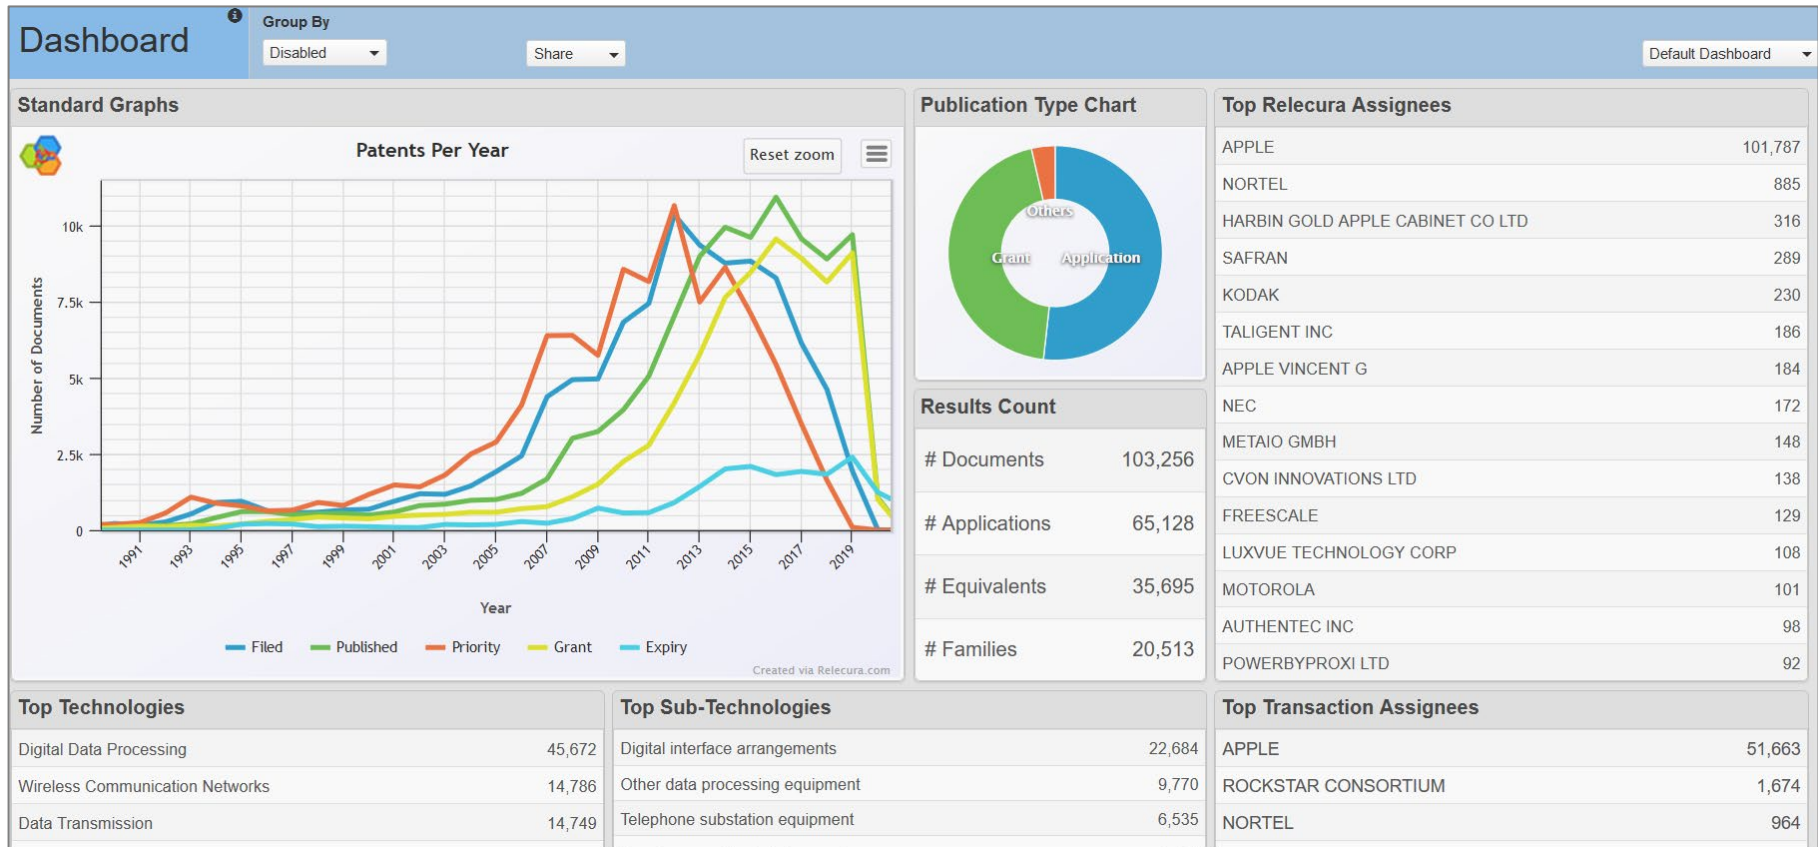 Dashboard
Group By
Disabled
Share
Default Dashboard
Standard Graphs
Patents Per Year
Reset zoom
Number of Documents
10k
7.5k
5k
2.5k
0
1991 1993 1995 1997 1999 2001 2003 2005 2007 2009 2011 2013 2015 2017 2019
Year
Filed Published Priority Grant Expiry
Created via Relecura.com
Publication Type Chart
Others
Grant Application
Results Count
# Documents 103,256
# Applications 65,128
# Equivalents 35,695
# Families 20,513
Top Relecura Assignees
APPLE 101,787
NORTEL 885
HARBIN GOLD APPLE CABINET CO LTD 316
SAFRAN 289
KODAK 230
TALIGENT INC 186
APPLE VINCENT G 184
NEC 172
METAIO GMBH 148
CVON INNOVATIONS LTD 138
FREESCALE 129
LUXVUE TECHNOLOGY CORP 108
MOTOROLA 101
AUTHENTEC INC 98
POWERBYPROXI LTD 92
Top Technologies
Digital Data Processing 45,672
Wireless Communication Networks 14,786
Data Transmission 14,749
Top Sub-Technologies
Digital interface arrangements 22,684
Other data processing equipment 9,770
Telephone substation equipment 6,535
Top Transaction Assignees
APPLE 51,663
ROCKSTAR CONSORTIUM 1,674
NORTEL 964